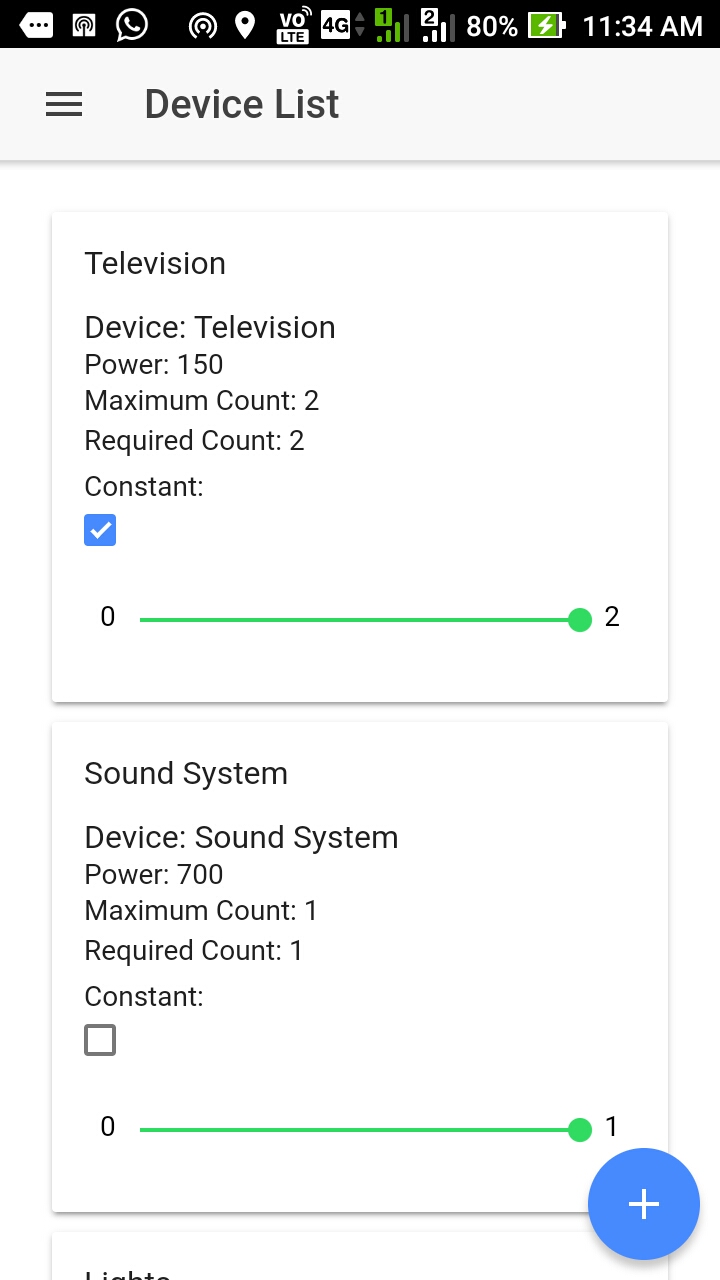 VO LTE 4G 1 2 80% 11:34 AM
Device List
Television
Device: Television
Power: 150
Maximum Count: 2
Required Count: 2
Constant:
0 2
Sound System
Device: Sound System
Power: 700
Maximum Count: 1
Required Count: 1
Constant:
0 1
Lights